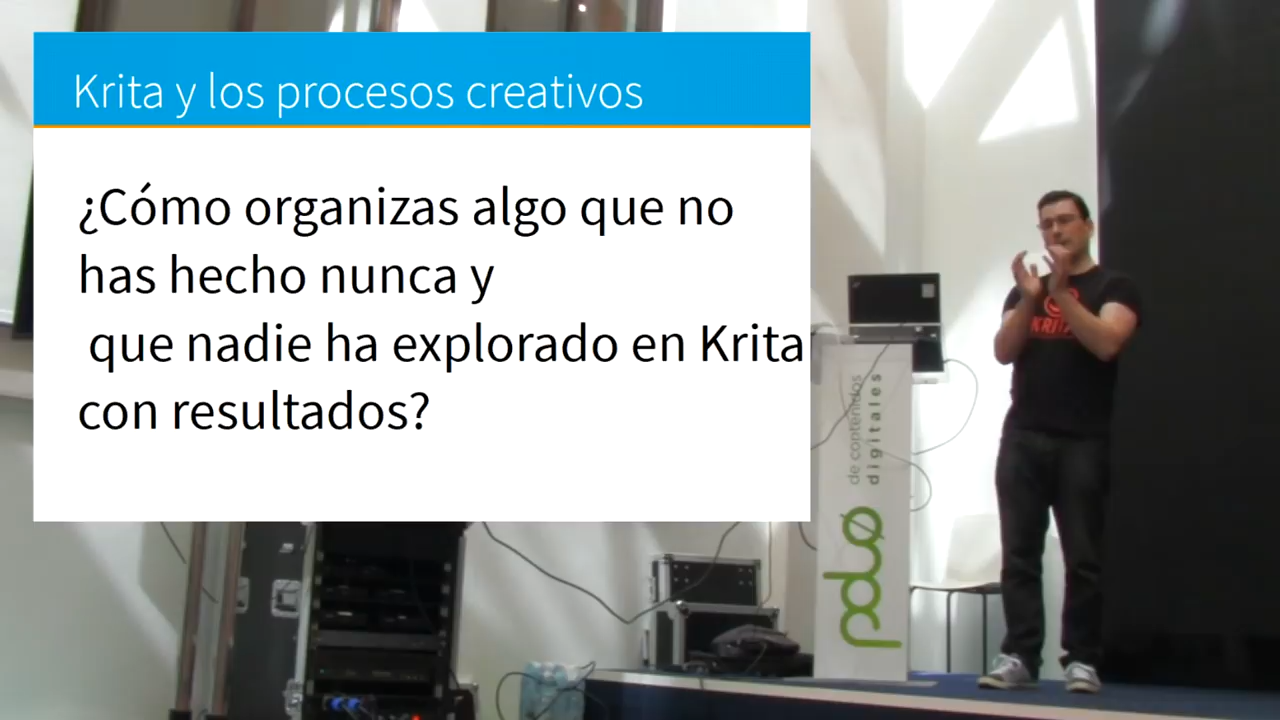 Krita y los procesos creativos
¿Cómo organizas algo que no
has hecho nunca y
que nadie ha explorado en Krita
con resultados?
KRITA
de contenidos
digitales
pdlo